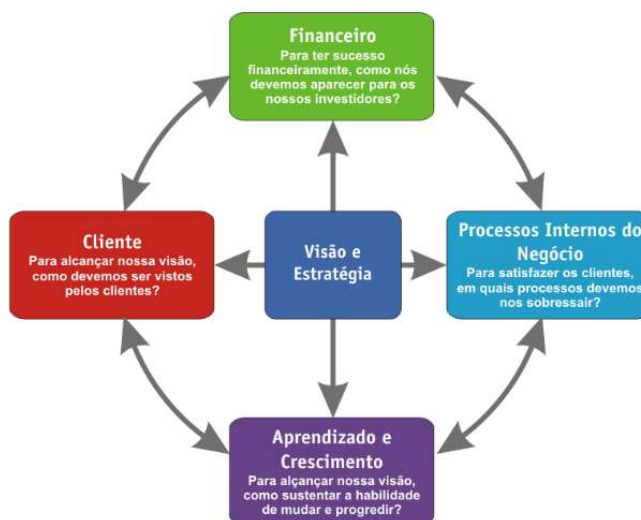 Financeiro
Para ter sucesso
financeiramente, como nós
devemos aparecer para os
nossos investidores?
Cliente
Para alcançar nossa visão,
como devemos ser vistos
pelos clientes?
Visão e
Estratégia
Processos Internos do
Negócio
Para satisfazer os clientes,
em quais processos devemos
nos sobressair?
Aprendizado e
Crescimento
Para alçançar nossa visão,
como sustentar a habilidade
de mudar e progredir?